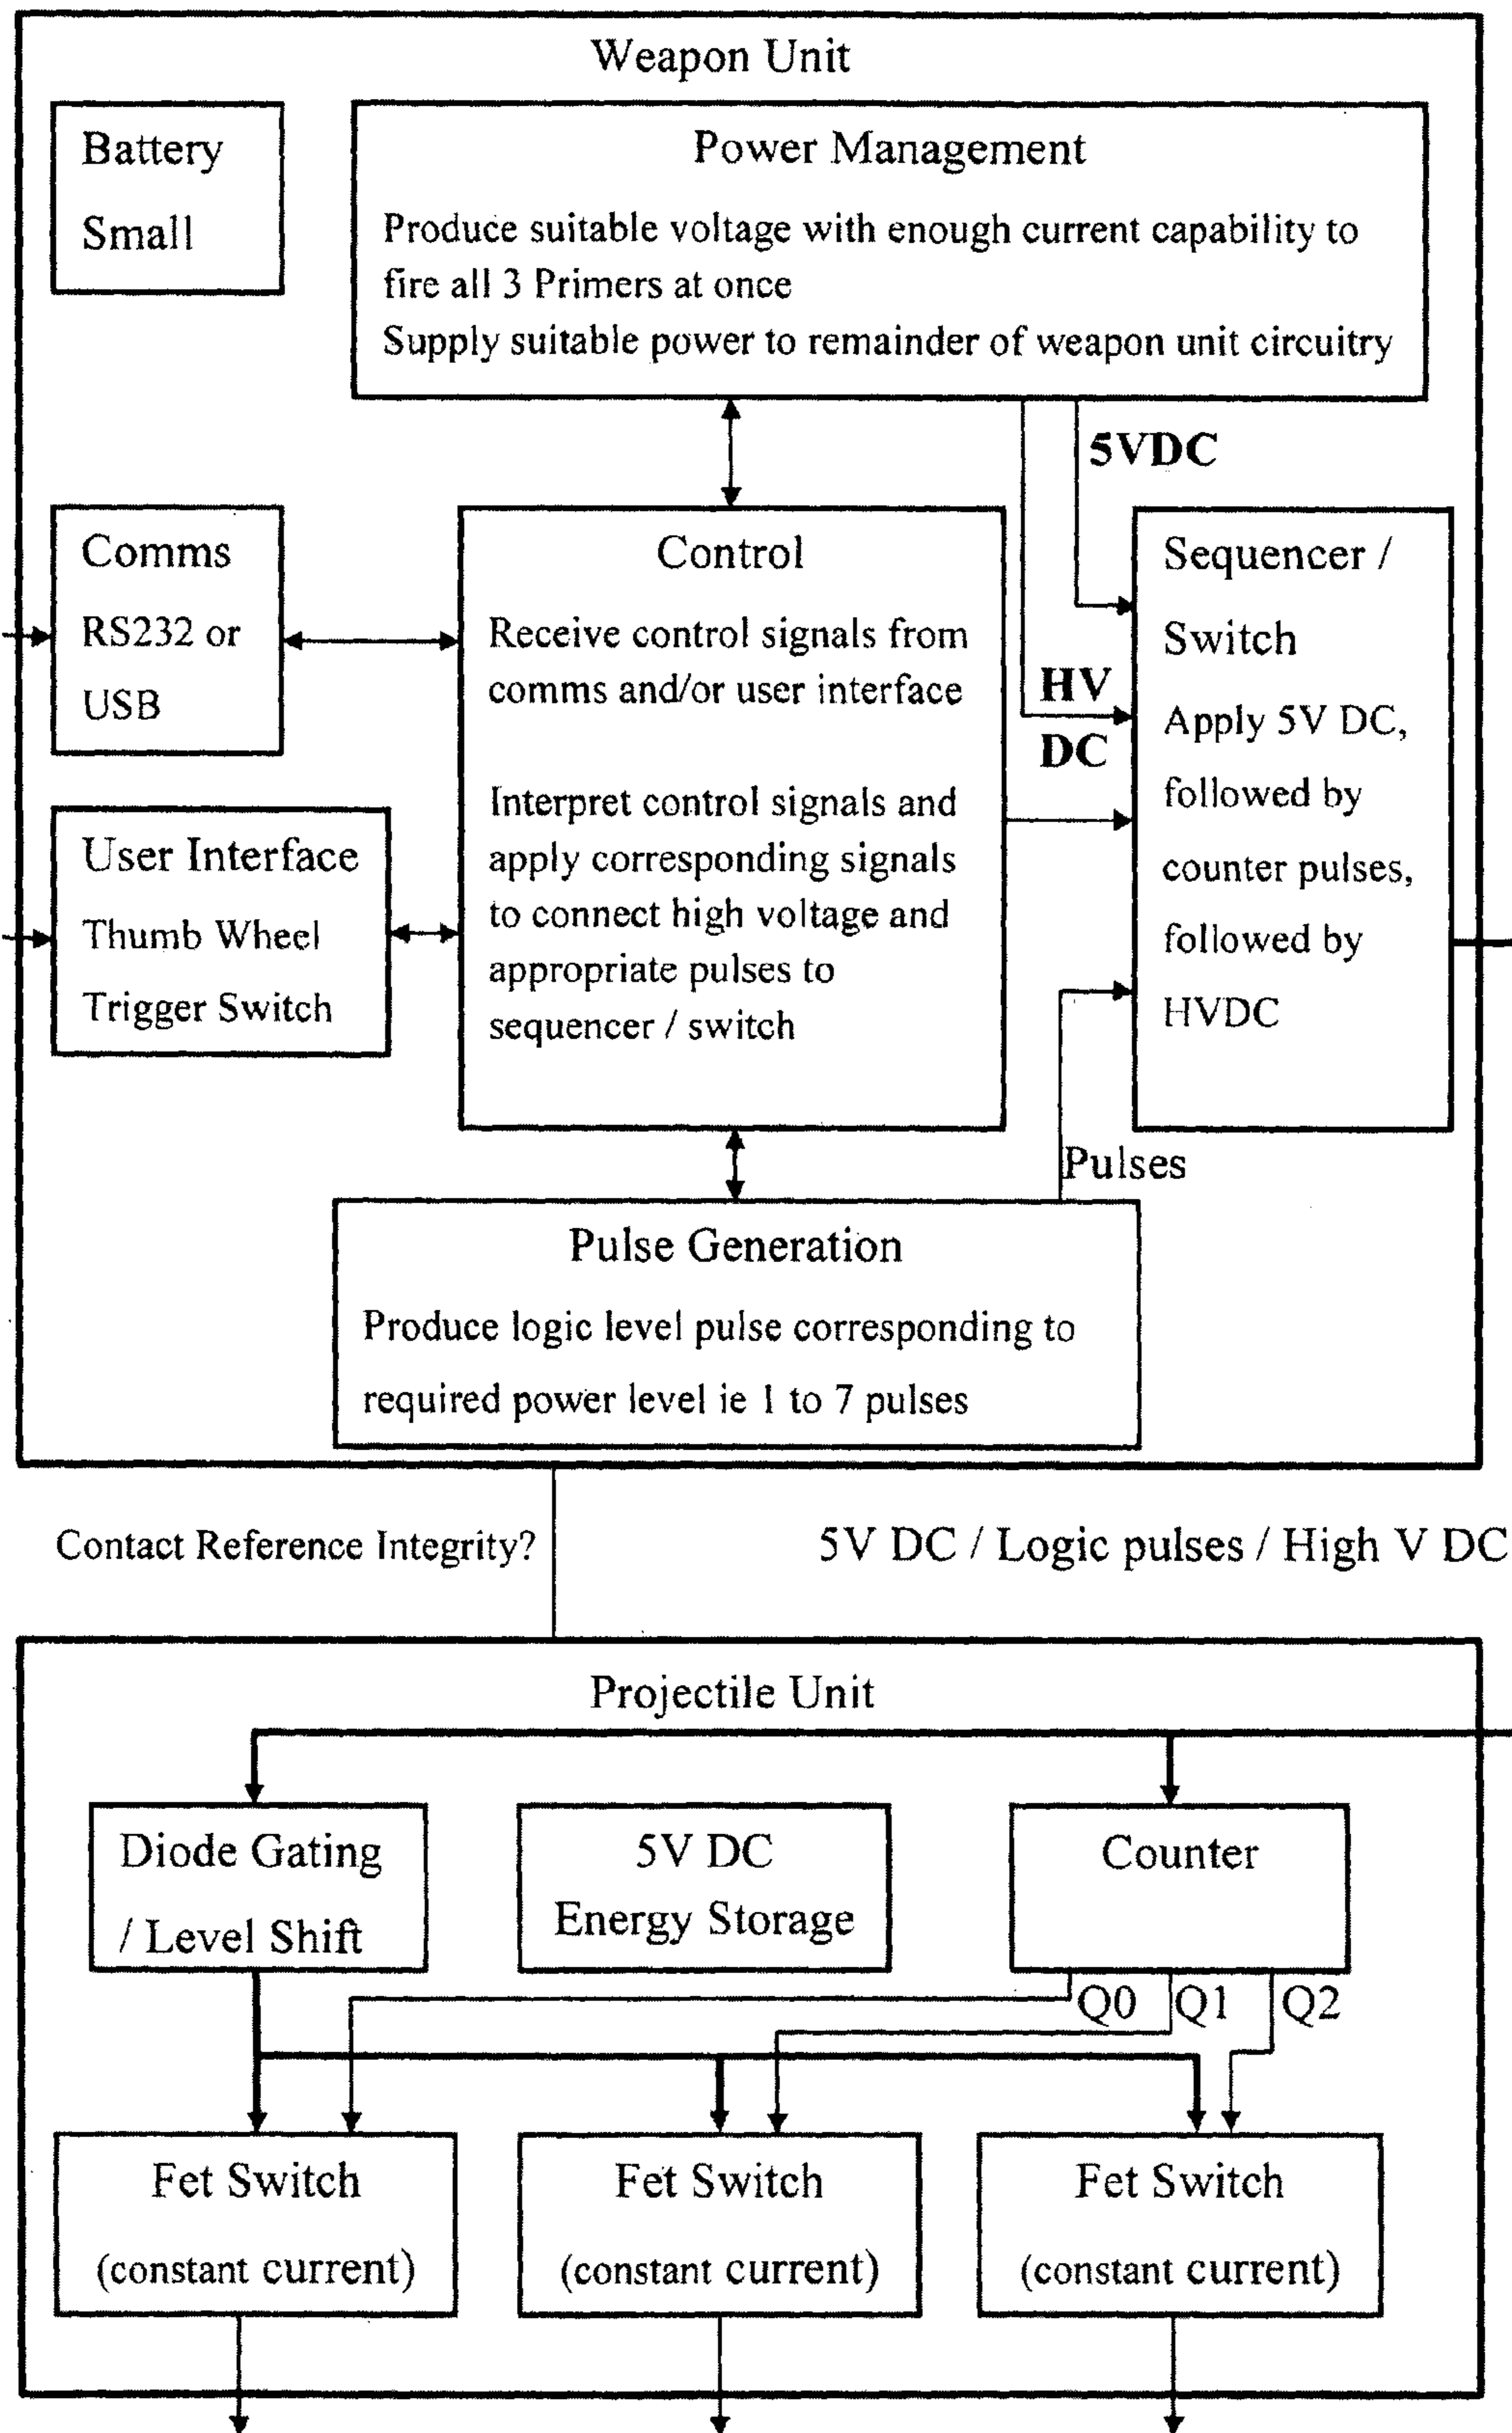 Weapon Unit
Battery
Small
Power Management
Produce suitable voltage with enough current capability to
fire all 3 Primers at once
Supply suitable power to remainder of weapon unit circuitry
5VDC
Comms
RS232 or
USB
Control
Receive control signals from
comms and/or user interface
Interpret control signals and
apply corresponding signals
to connect high voltage and
appropriate pulses to
sequencer / switch
HV
DC
Sequencer /
Switch
Apply 5V DC,
followed by
counter pulses,
followed by
HVDC
User Interface
Thumb Wheel
Trigger Switch
Pulses
Pulse Generation
Produce logic level pulse corresponding to
required power level ie 1 to 7 pulses
Contact Reference Integrity?
5V DC / Logic pulses / High V DC
Projectile Unit
Diode Gating
/ Level Shift
5V DC
Energy Storage
Counter
Q0
Q1
Q2
Fet Switch
(constant current)
Fet Switch
(constant current)
Fet Switch
(constant current)